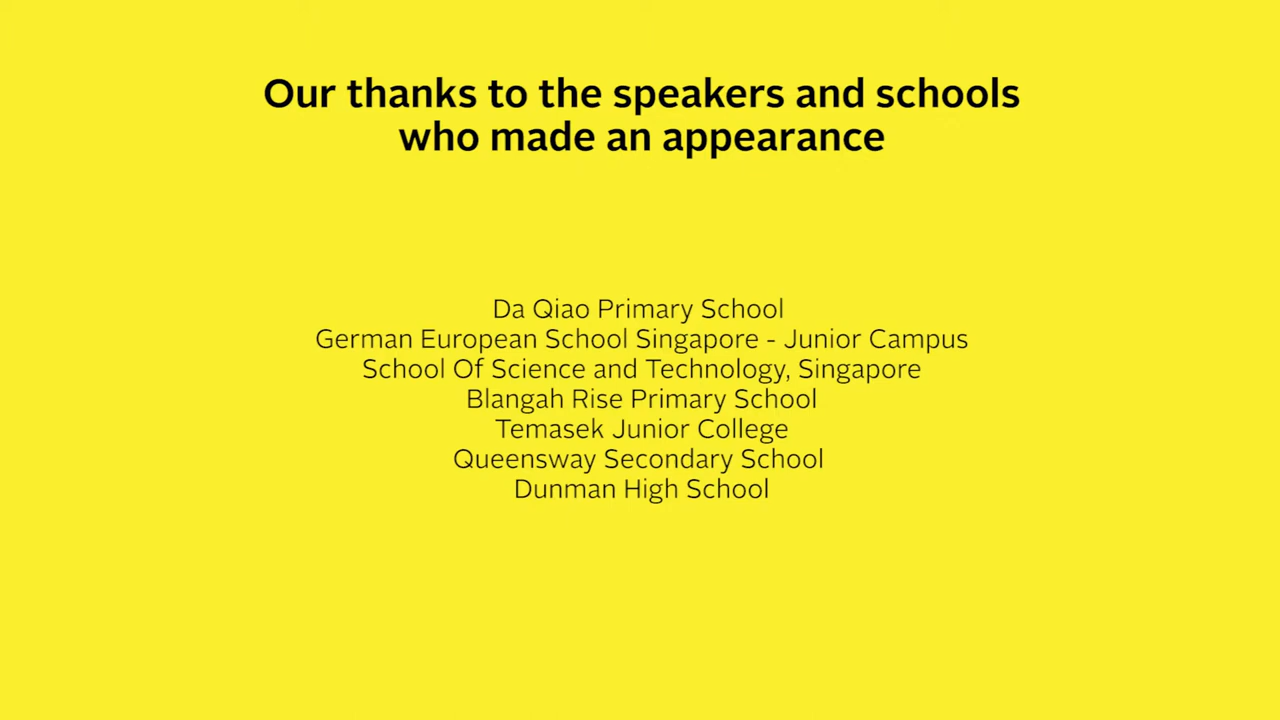 Our thanks to the speakers and schools
who made an appearance
Da Qiao Primary School
German European School Singapore - Junior Campus
School Of Science and Technology, Singapore
Blangah Rise Primary School
Temasek Junior College
Queensway Secondary School
Dunman High School